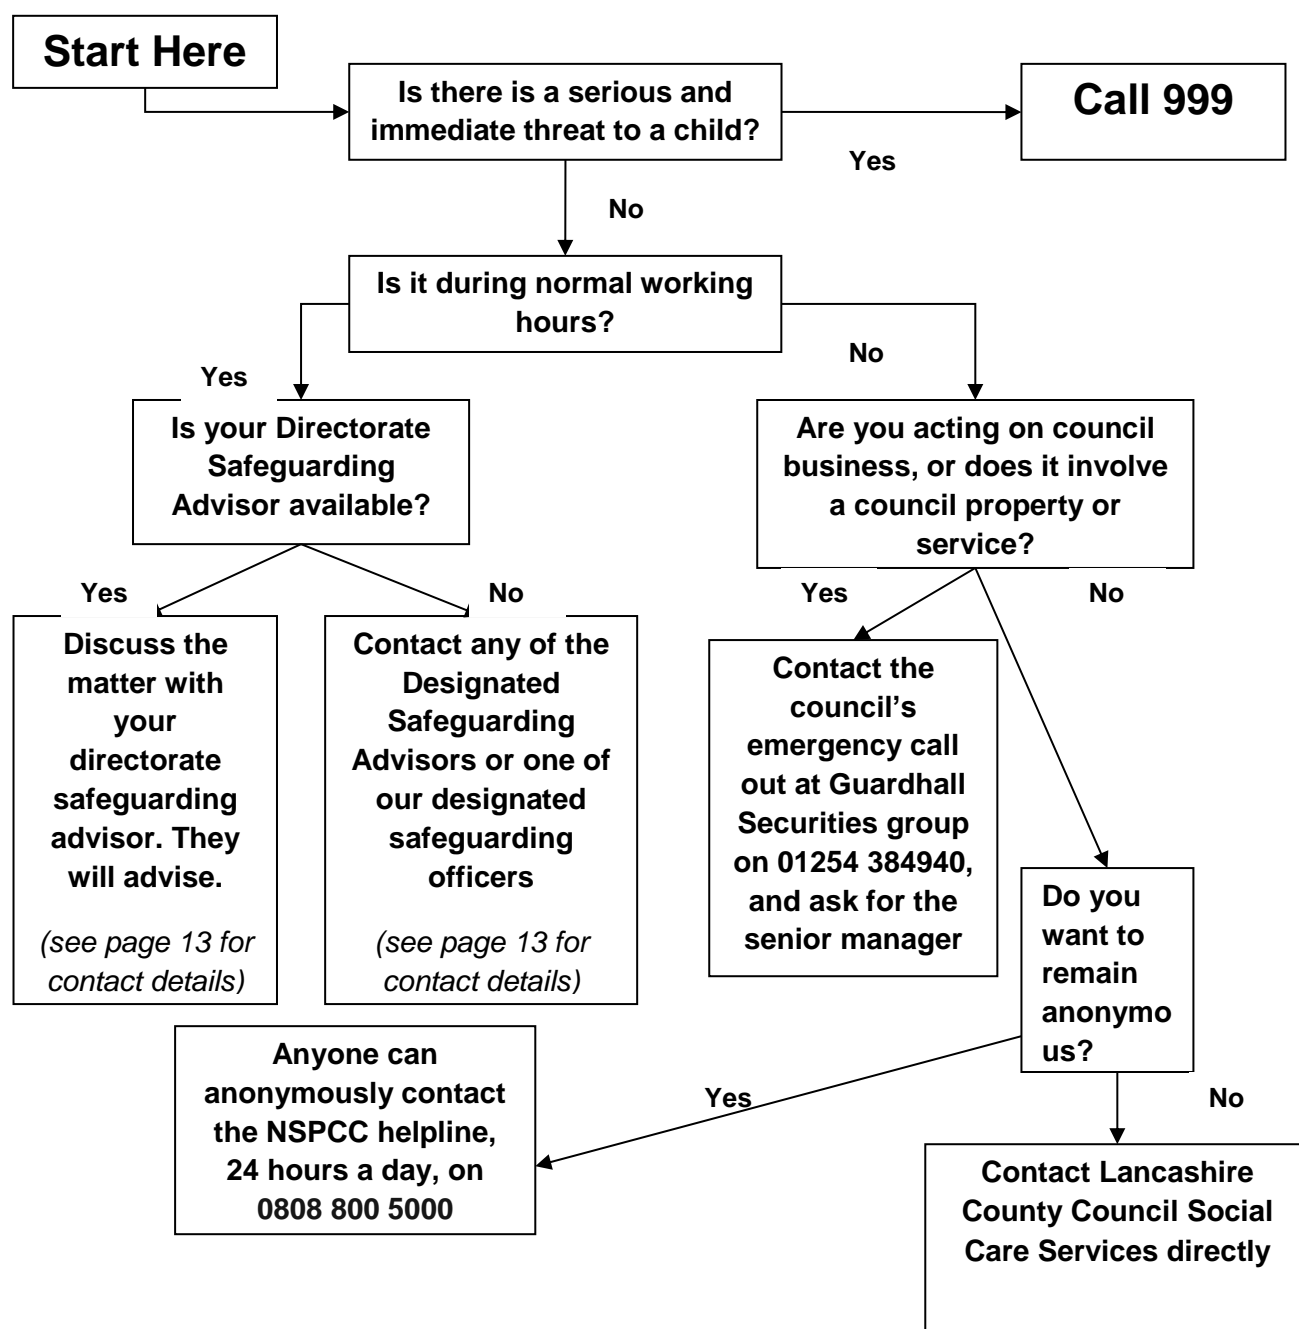 Start Here
Is there is a serious and
immediate threat to a child?
Call 999
Yes
No
Is it during normal working
hours?
Yes
No
Is your Directorate
Safeguarding
Advisor available?
Are you acting on council
business, or does it involve
a council property or
service?
Yes
No
Yes
No
Discuss the
matter with
your
directorate
safeguarding
advisor. They
will advise.
(see page 13 for
contact details)
Contact any of the
Designated
Safeguarding
Advisors or one of
our designated
safeguarding
officers
(see page 13 for
contact details)
Contact the
council’s
emergency call
out at Guardhall
Securities group
on 01254 384940,
and ask for the
senior manager
Do you
want to
remain
anonymo
us?
Yes
No
Anyone can
anonymously contact
the NSPCC helpline,
24 hours a day, on
0808 800 5000
Contact Lancashire
County Council Social
Care Services directly